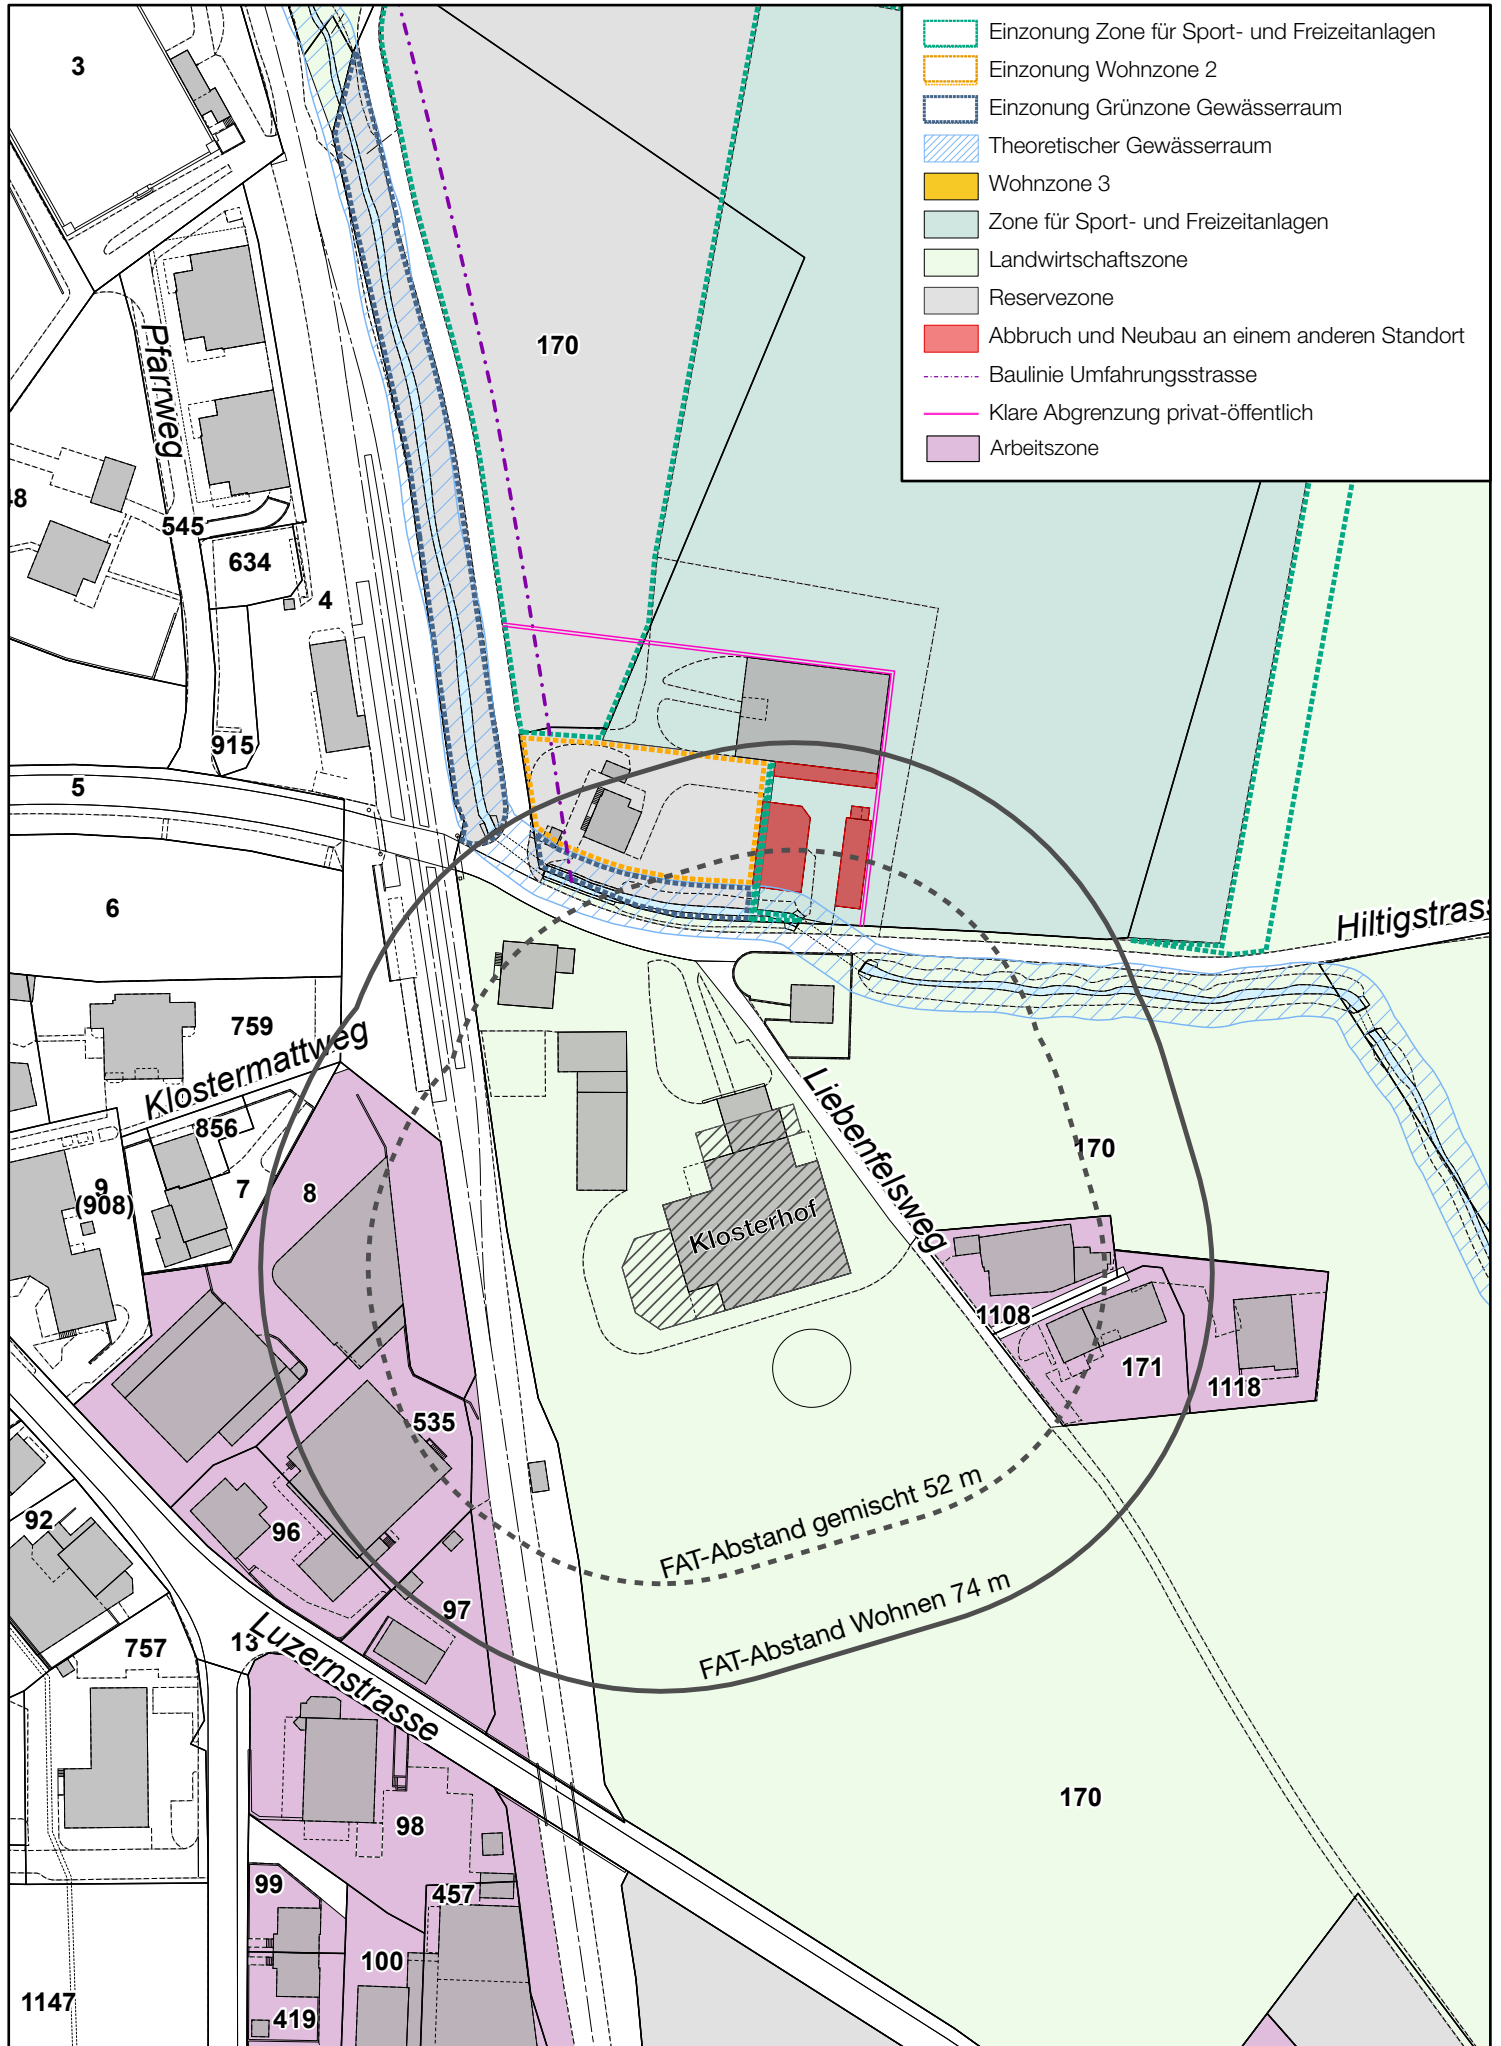 Einzonung Zone für Sport- und Freizeitanlagen
Einzonung Wohnzone 2
Einzonung Grünzone Gewässerraum
Theoretischer Gewässerraum
Wohnzone 3
Zone für Sport- und Freizeitanlagen
Landwirtschaftszone
Reservezone
Abbruch und Neubau an einem anderen Standort
Baulinie Umfahrungsstrasse
Klare Abgrenzung privat-öffentlich
Arbeitszone
3
170
Pfarrweg
48
545
634
4
915
5
6
Hiltigstrass
759
Klostermattweg
856
9
(908)
7
8
Liebenfelsweg
170
Klosterhof
1108
171
1118
535
92
96
FAT-Abstand gemischt 52 m
FAT-Abstand Wohnen 74 m
97
757
13
Luzernstrasse
170
98
99
457
100
1147
419